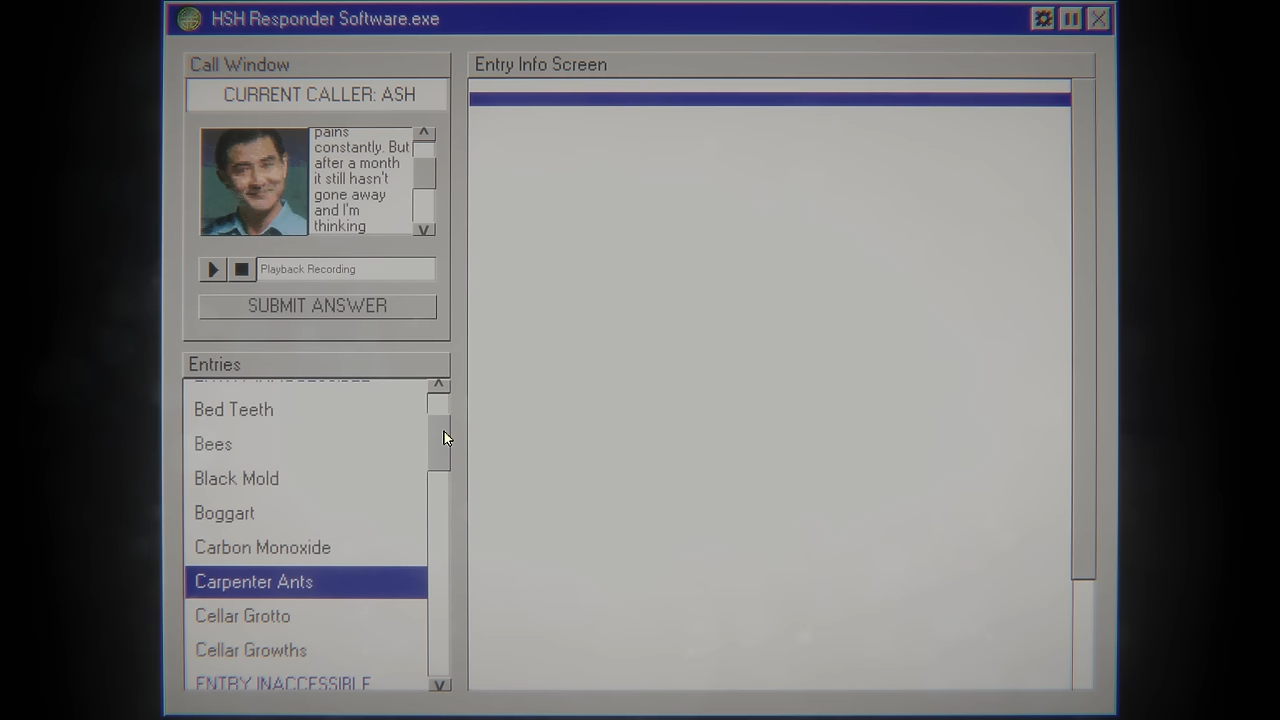 HSH Responder Software.exe
Call Window
CURRENT CALLER: ASH
pains
constantly. But
after a month
it still hasn't
gone away
and I'm
thinking
Playback Recording
SUBMIT ANSWER
Entries
ENTRY INACCESSIBLE
Bed Teeth
Bees
Black Mold
Boggart
Carbon Monoxide
Carpenter Ants
Cellar Grotto
Cellar Growths
ENTRY INACCESSIBLE
Entry Info Screen